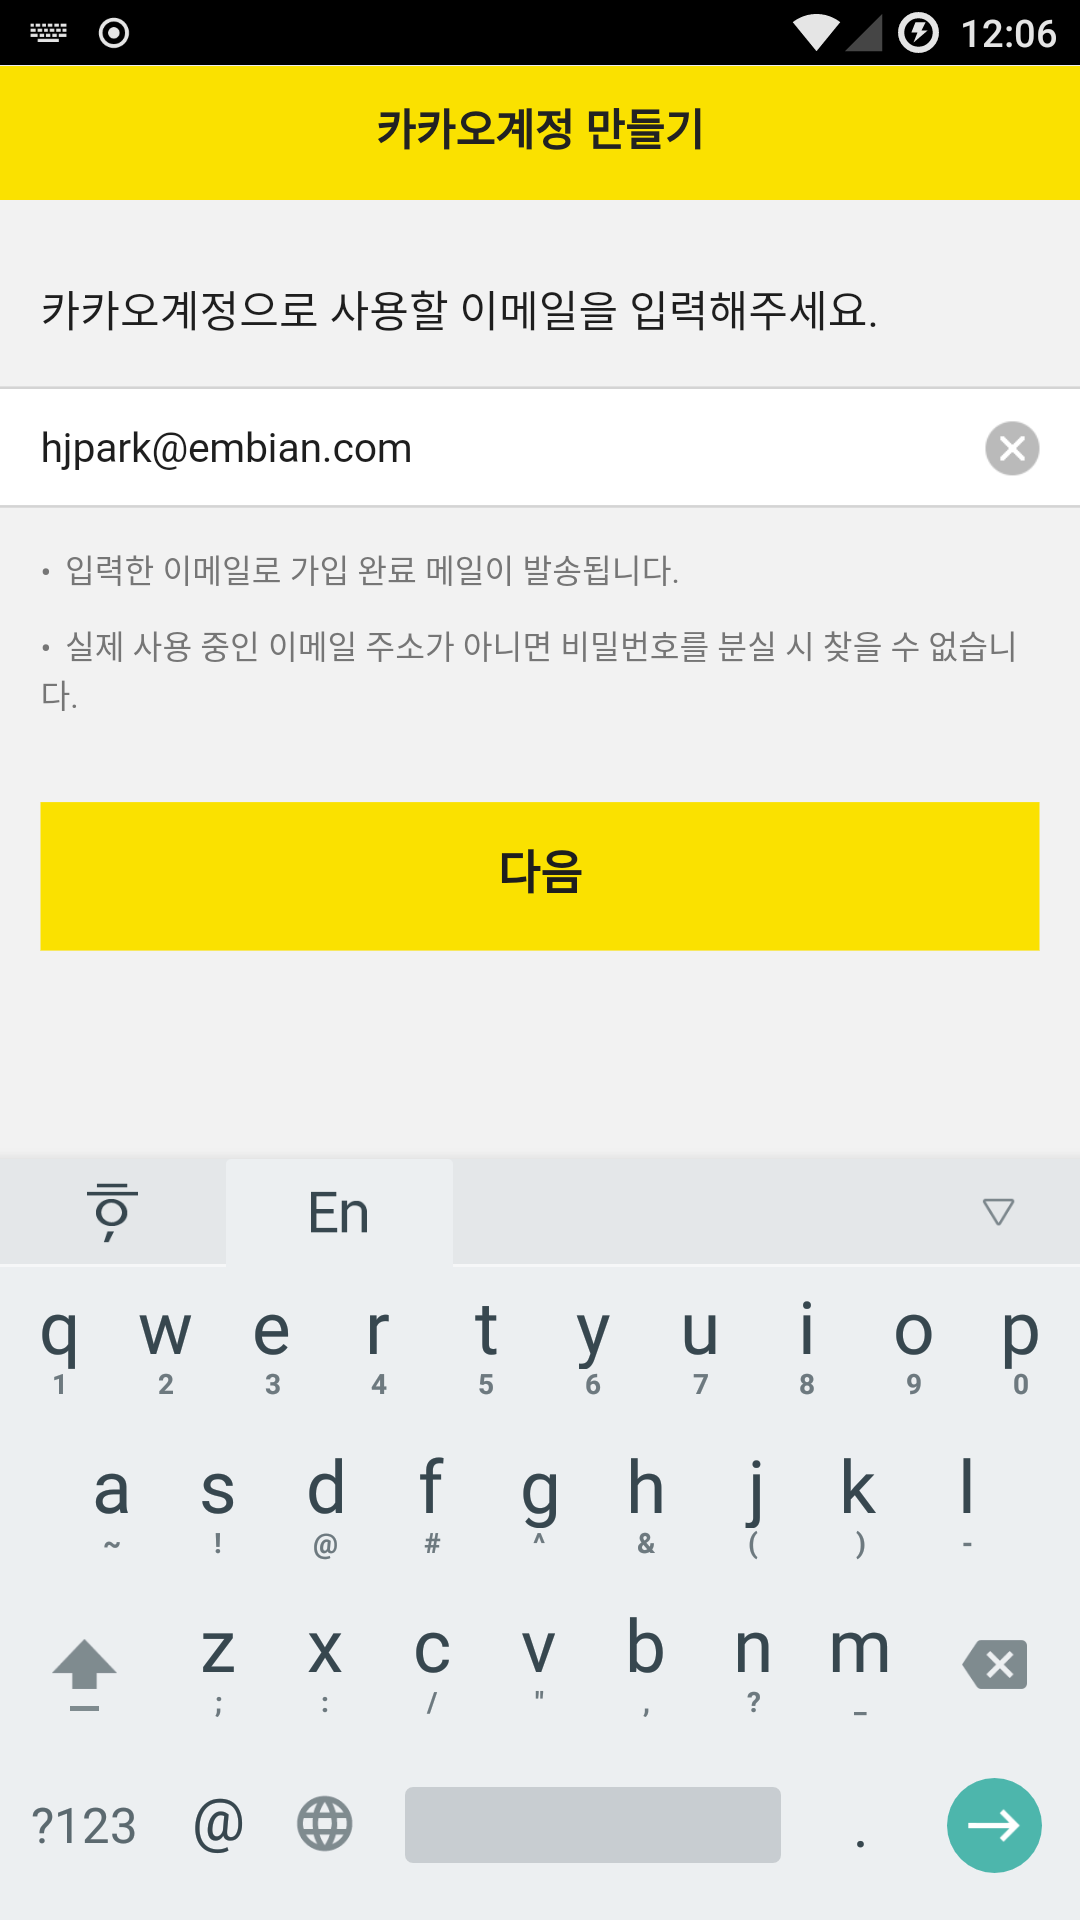 12:06
카카오계정 만들기
카카오계정으로 사용할 이메일을 입력해주세요.
hjpark@embian.com
• 입력한 이메일로 가입 완료 메일이 발송됩니다.
• 실제 사용 중인 이메일 주소가 아니면 비밀번호를 분실 시 찾을 수 없습니
다.
다음
ㅎ En
q w e r t y u i o p
1 2 3 4 5 6 7 8 9 0
a s d f g h j k l
~ ! @ # ^ & ( ) -
z x c v b n m
; : / " , ? _
?123 @ .